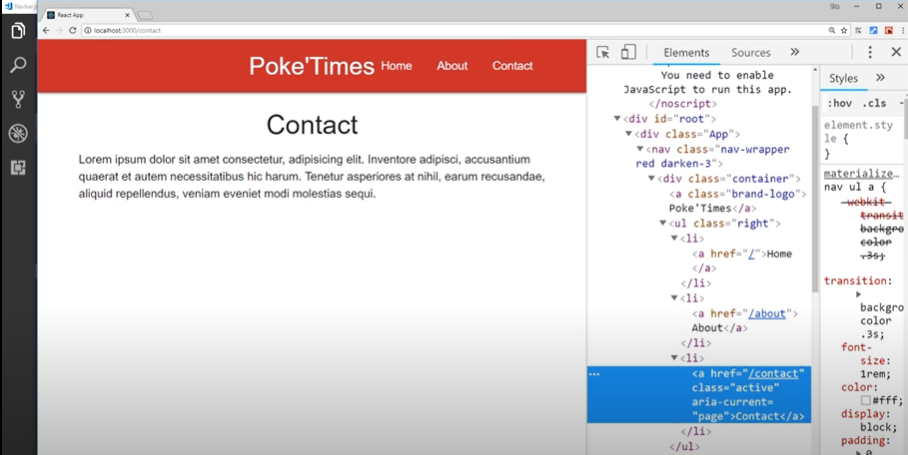 Navbar.js
React App
localhost:3000/contact
Poke'Times Home About Contact
Contact
Lorem ipsum dolor sit amet consectetur, adipisicing elit. Inventore adipisci, accusantium
quaerat et autem necessitatibus hic harum. Tenetur asperiores at nihil, earum recusandae,
aliquid repellendus, veniam eveniet modi molestias sequi.
Elements Sources »
You need to enable
JavaScript to run this app.
</noscript>
▼<div id="root">
▼<div class="App">
▼<nav class="nav-wrapper
red darken-3">
▼<div class="container">
<a class="brand-logo">
Poke'Times</a>
▼<ul class="right">
▼<li>
<a href="/">Home
</a>
</li>
▼<li>
<a href="/about">
About</a>
</li>
▼<li>
... <a href="/contact"
class="active"
aria-current=
"page">Contact</a>
</li>
</ul>
Styles »
:hov .cls
element.sty
le {
}
materialize…
nav ul a {
-webkit
transit
backgro
color
.3s;
transition:
backgro
color
.3s;
font-
size:
1rem;
color:
#fff;
display:
block;
padding: